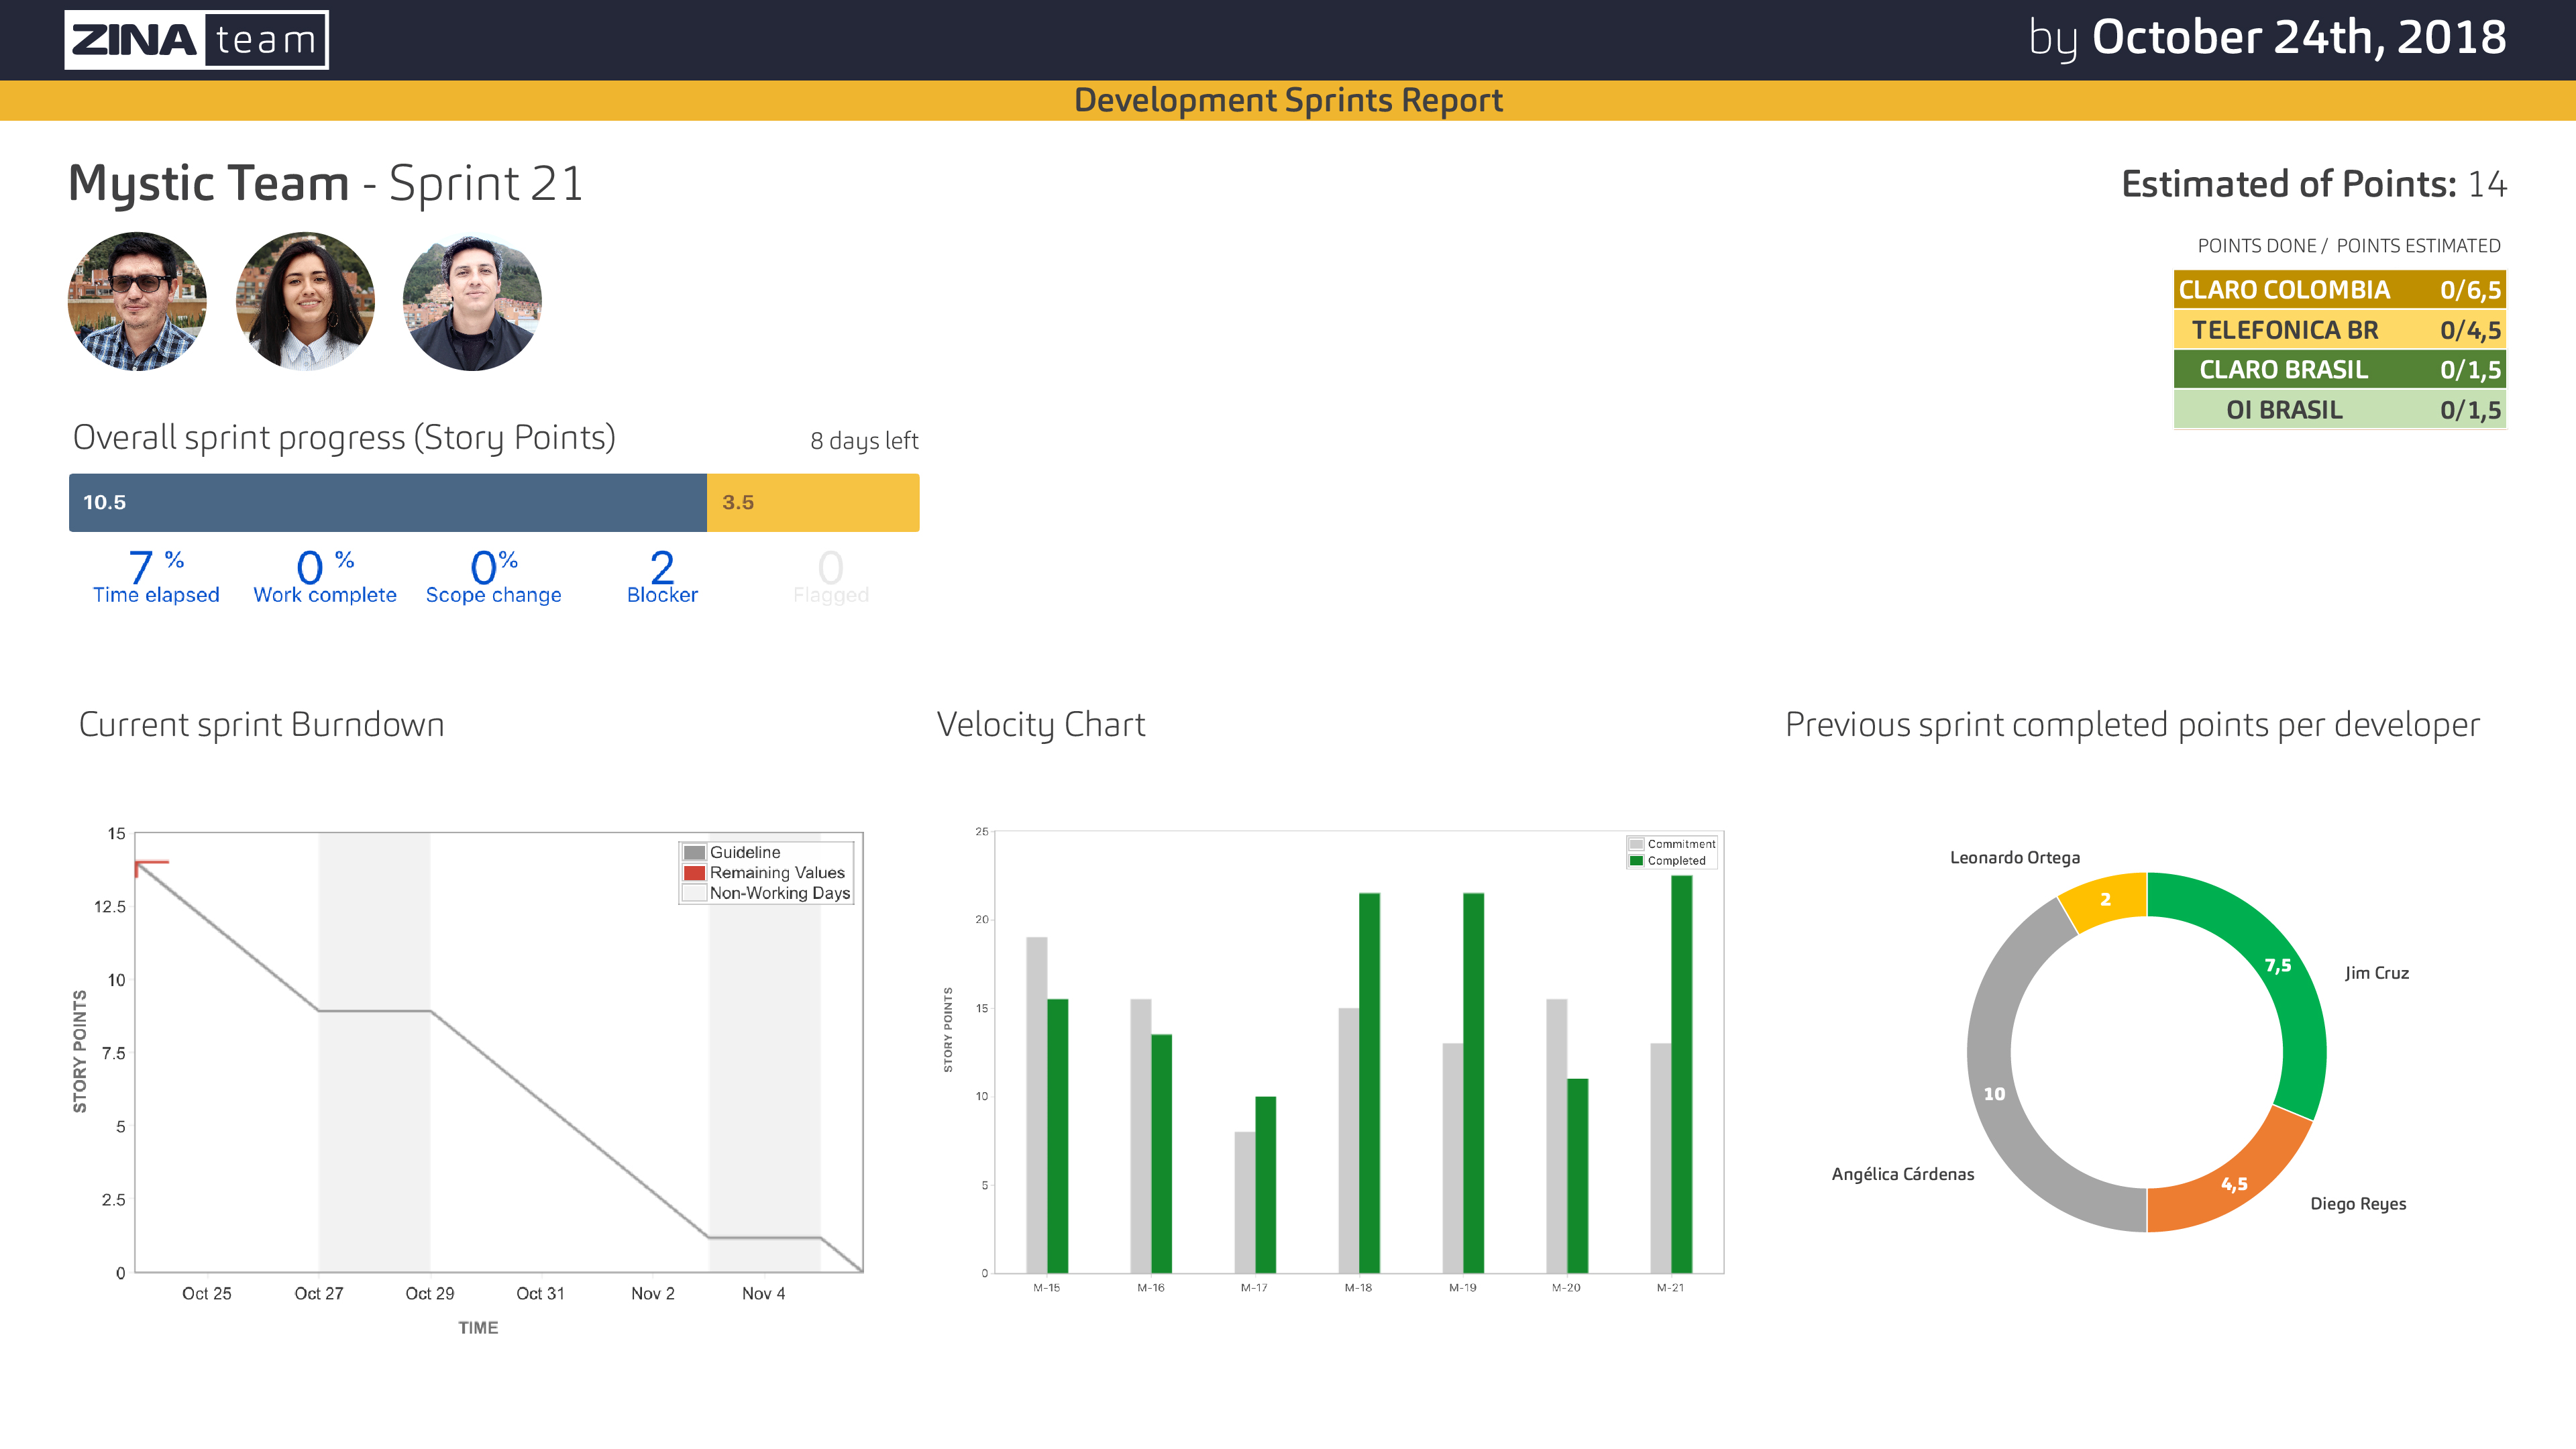 ZINA team
by October 24th, 2018
Development Sprints Report
Mystic Team - Sprint 21
Estimated of Points: 14
POINTS DONE / POINTS ESTIMATED
CLARO COLOMBIA 0/6,5
TELEFONICA BR 0/4,5
CLARO BRASIL 0/1,5
OI BRASIL 0/1,5
Overall sprint progress (Story Points)
8 days left
10.5
3.5
7 % 0 % 0% 2 0
Time elapsed Work complete Scope change Blocker Flagged
Current sprint Burndown
15
12.5
10
7.5
5
2.5
0
STORY POINTS
Guideline
Remaining Values
Non-Working Days
Oct 25 Oct 27 Oct 29 Oct 31 Nov 2 Nov 4
TIME
Velocity Chart
25
20
15
10
5
0
STORY POINTS
Commitment
Completed
M-15 M-16 M-17 M-18 M-19 M-20 M-21
Previous sprint completed points per developer
Leonardo Ortega
2
7,5
Jim Cruz
10
Angélica Cárdenas
4,5
Diego Reyes